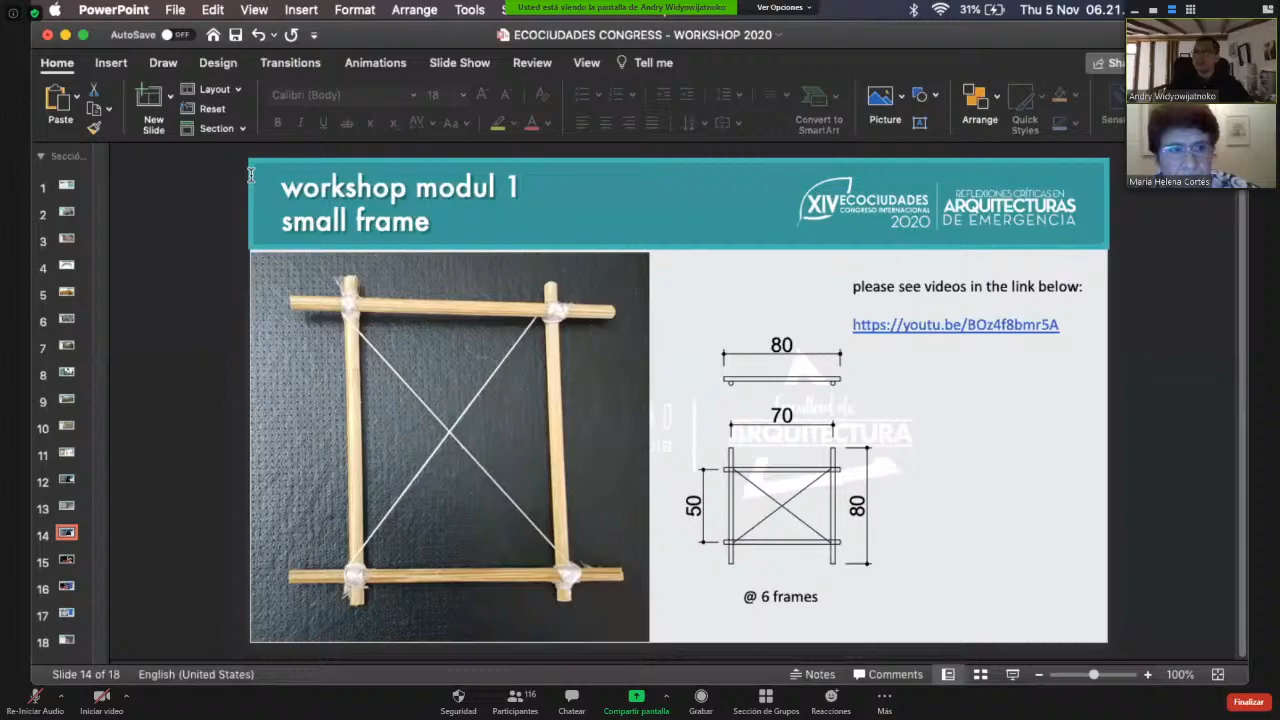 PowerPoint File Edit View Insert Format Arrange Tools
Usted está viendo la pantalla de Andry Widyowijatnoko
Ver Opciones
31% Thu 5 Nov 06.21
AutoSave OFF
ECOCIUDADES CONGRESS - WORKSHOP 2020
Home Insert Draw Design Transitions Animations Slide Show Review View Tell me
Paste
New
Slide
Layout
Reset
Section
Calibri (Body) 18
Convert to
SmartArt
Picture
Arrange
Quick
Styles
Andry Widyowijatnoko
Maria Helena Cortés
1
2
3
4
5
6
7
8
9
10
11
12
13
14
15
16
17
18
workshop modul 1
small frame
XIV ECOCIUDADES
CONGRESO INTERNACIONAL
2020
REFLEXIONES CRÍTICAS EN
ARQUITECTURAS
DE EMERGENCIA
please see videos in the link below:
https://youtu.be/BOz4f8bmr5A
80
70
Facultad de
ARQUITECTURA
50
80
@ 6 frames
Slide 14 of 18 English (United States)
Notes Comments 100%
Re-Iniciar Audio Iniciar video Seguridad Participantes 116 Chatear Compartir pantalla Grabar Sección de Grupos Reacciones Más Finalizar